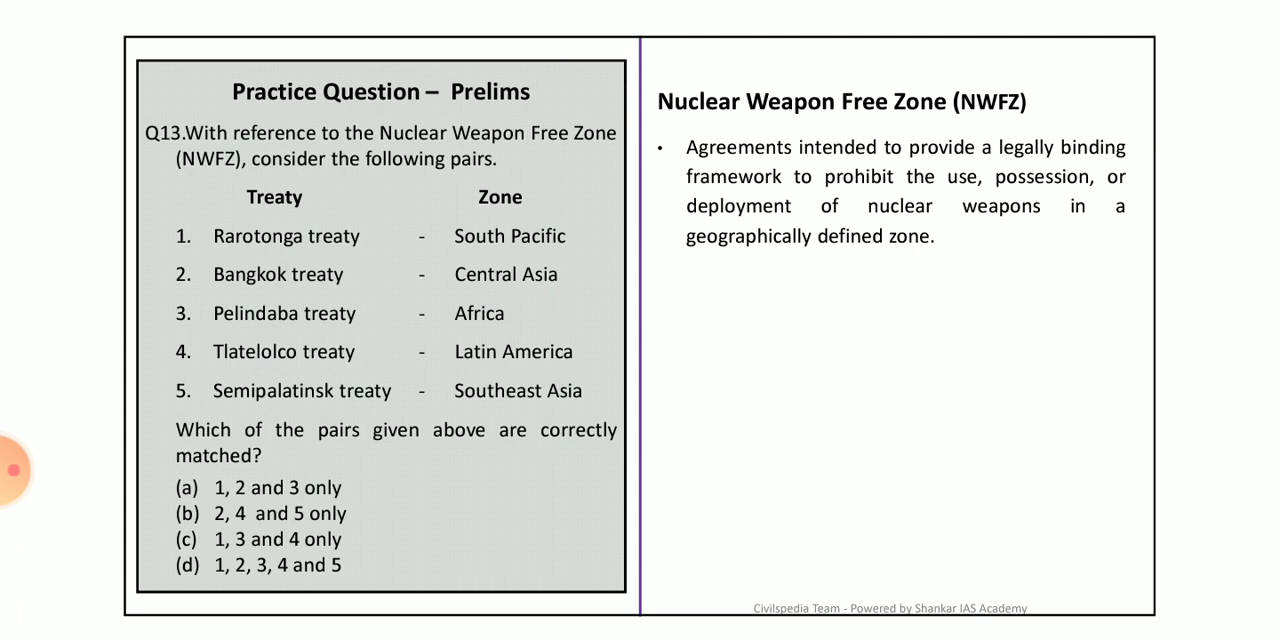 Practice Question – Prelims
Q13.With reference to the Nuclear Weapon Free Zone
(NWFZ), consider the following pairs.
Treaty Zone
1. Rarotonga treaty - South Pacific
2. Bangkok treaty - Central Asia
3. Pelindaba treaty - Africa
4. Tlatelolco treaty - Latin America
5. Semipalatinsk treaty - Southeast Asia
Which of the pairs given above are correctly
matched?
(a) 1, 2 and 3 only
(b) 2, 4 and 5 only
(c) 1, 3 and 4 only
(d) 1, 2, 3, 4 and 5
Nuclear Weapon Free Zone (NWFZ)
• Agreements intended to provide a legally binding
framework to prohibit the use, possession, or
deployment of nuclear weapons in a
geographically defined zone.
Civilspedia Team - Powered by Shankar IAS Academy